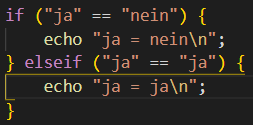 if ("ja" == "nein") {
    echo "ja = nein\n";
} elseif ("ja" == "ja") {
    echo "ja = ja\n";
}